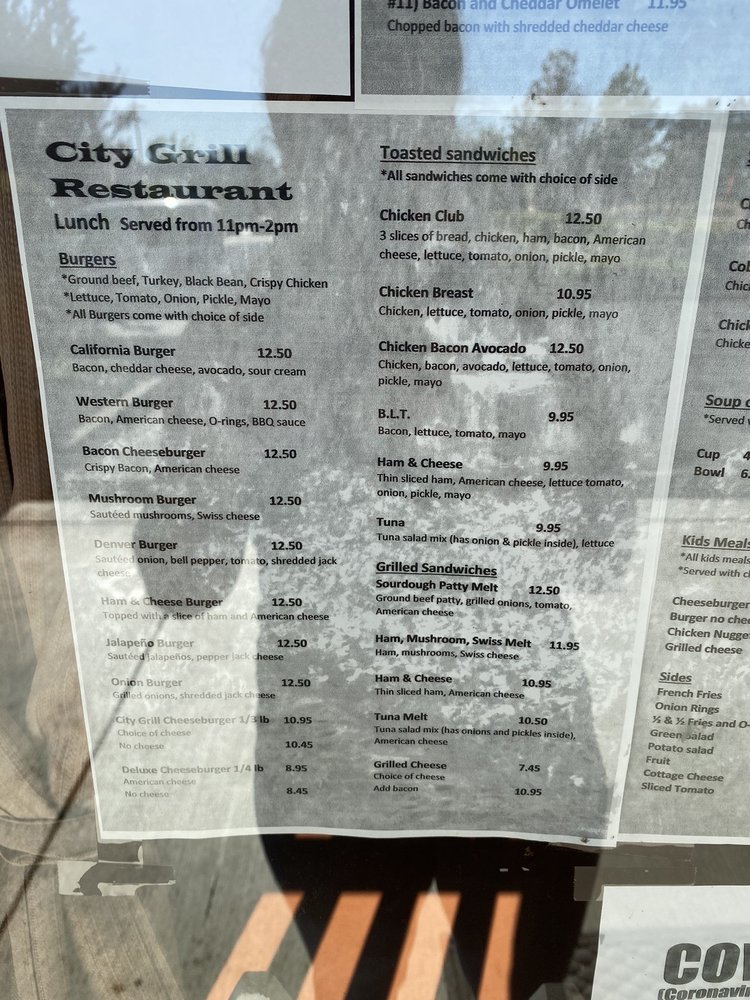 #11) Bacon and Cheddar Omelet 11.95
Chopped bacon with shredded cheddar cheese
City Grill
Restaurant
Lunch Served from 11pm-2pm
Burgers
*Ground beef, Turkey, Black Bean, Crispy Chicken
*Lettuce, Tomato, Onion, Pickle, Mayo
*All Burgers come with choice of side
California Burger 12.50
Bacon, cheddar cheese, avocado, sour cream
Western Burger 12.50
Bacon, American cheese, O-rings, BBQ sauce
Bacon Cheeseburger 12.50
Crispy Bacon, American cheese
Mushroom Burger 12.50
Sautéed mushrooms, Swiss cheese
Denver Burger 12.50
Sautéed onion, bell pepper, tomato, shredded jack
cheese
Ham & Cheese Burger 12.50
Topped with a slice of ham and American cheese
Jalapeño Burger 12.50
Sautéed jalapeños, pepper jack cheese
Onion Burger 12.50
Grilled onions, shredded jack cheese
City Grill Cheeseburger 1/3 lb 10.95
Choice of cheese
No cheese 10.45
Deluxe Cheeseburger 1/4 lb 8.95
American cheese
No cheese 8.45
Toasted sandwiches
*All sandwiches come with choice of side
Chicken Club 12.50
3 slices of bread, chicken, ham, bacon, American
cheese, lettuce, tomato, onion, pickle, mayo
Chicken Breast 10.95
Chicken, lettuce, tomato, onion, pickle, mayo
Chicken Bacon Avocado 12.50
Chicken, bacon, avocado, lettuce, tomato, onion,
pickle, mayo
B.L.T. 9.95
Bacon, lettuce, tomato, mayo
Ham & Cheese 9.95
Thin sliced ham, American cheese, lettuce tomato,
onion, pickle, mayo
Tuna 9.95
Tuna salad mix (has onion & pickle inside), lettuce
Grilled Sandwiches
Sourdough Patty Melt 12.50
Ground beef patty, grilled onions, tomato,
American cheese
Ham, Mushroom, Swiss Melt 11.95
Ham, mushrooms, Swiss cheese
Ham & Cheese 10.95
Thin sliced ham, American cheese
Tuna Melt 10.50
Tuna salad mix (has onions and pickles inside),
American cheese
Grilled Cheese 7.45
Choice of cheese
Add bacon 10.95
Soup
*Served
Cup 4
Bowl 6.
Kids Meals
*All kids meals
*Served with
Cheeseburger
Burger no
Chicken
Grilled cheese
Sides
French Fries
Onion Rings
½ & ½ Fries and O-
Green Salad
Potato salad
Fruit
Cottage Cheese
Sliced Tomato